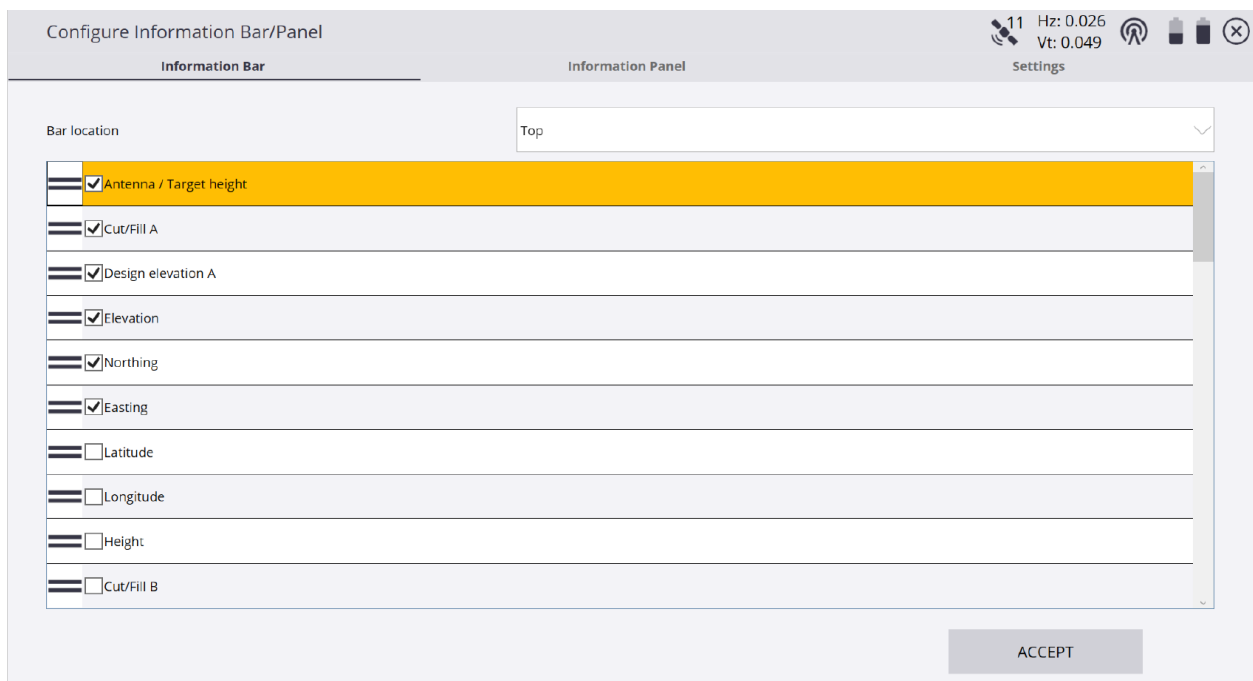 Configure Information Bar/Panel
11
Hz: 0.026
Vt: 0.049
Information Bar
Information Panel
Settings
Bar location
Top
Antenna / Target height
Cut/Fill A
Design elevation A
Elevation
Northing
Easting
Latitude
Longitude
Height
Cut/Fill B
ACCEPT